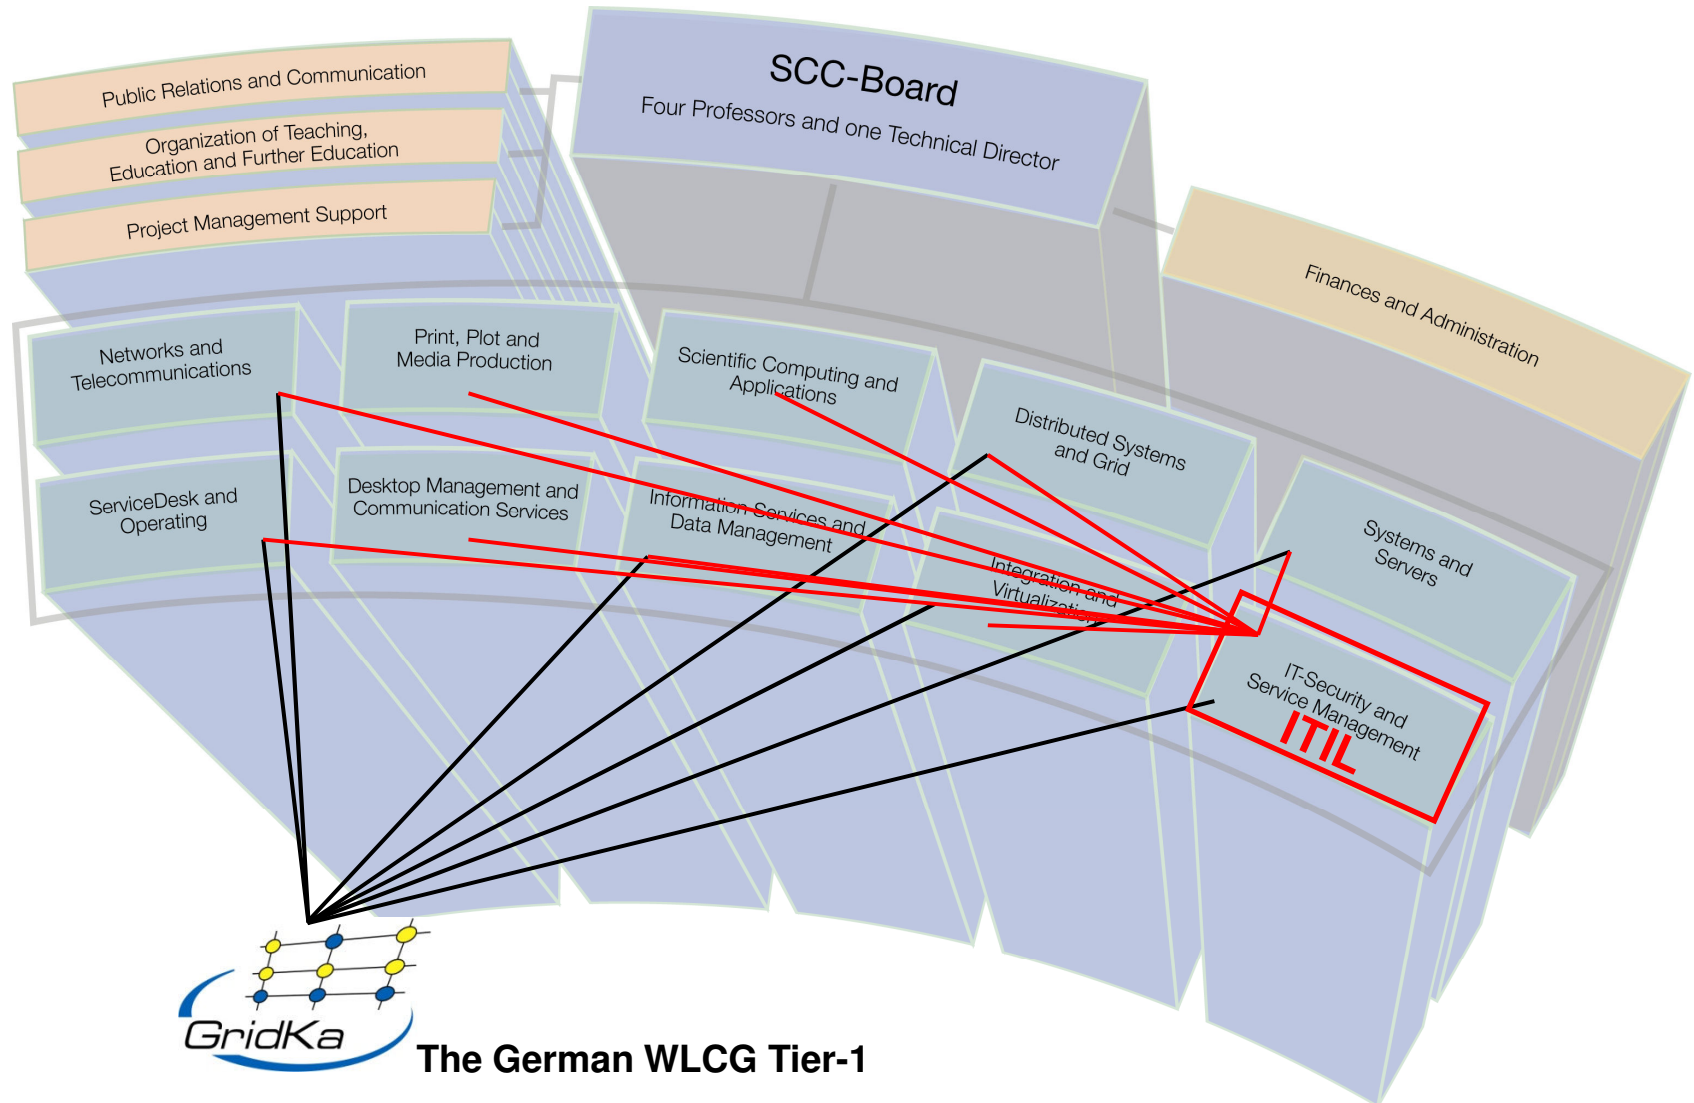 SCC-Board
Four Professors and one Technical Director
Public Relations and Communication
Organization of Teaching,
Education and Further Education
Project Management Support
Finances and Administration
Networks and
Telecommunications
Print, Plot and
Media Production
Scientific Computing and
Applications
Distributed Systems
and Grid
Systems and
Servers
ServiceDesk and
Operating
Desktop Management and
Communication Services
Information Services and
Data Management
Integration and
Virtualization
IT-Security and
Service Management
ITIL
GridKa
The German WLCG Tier-1